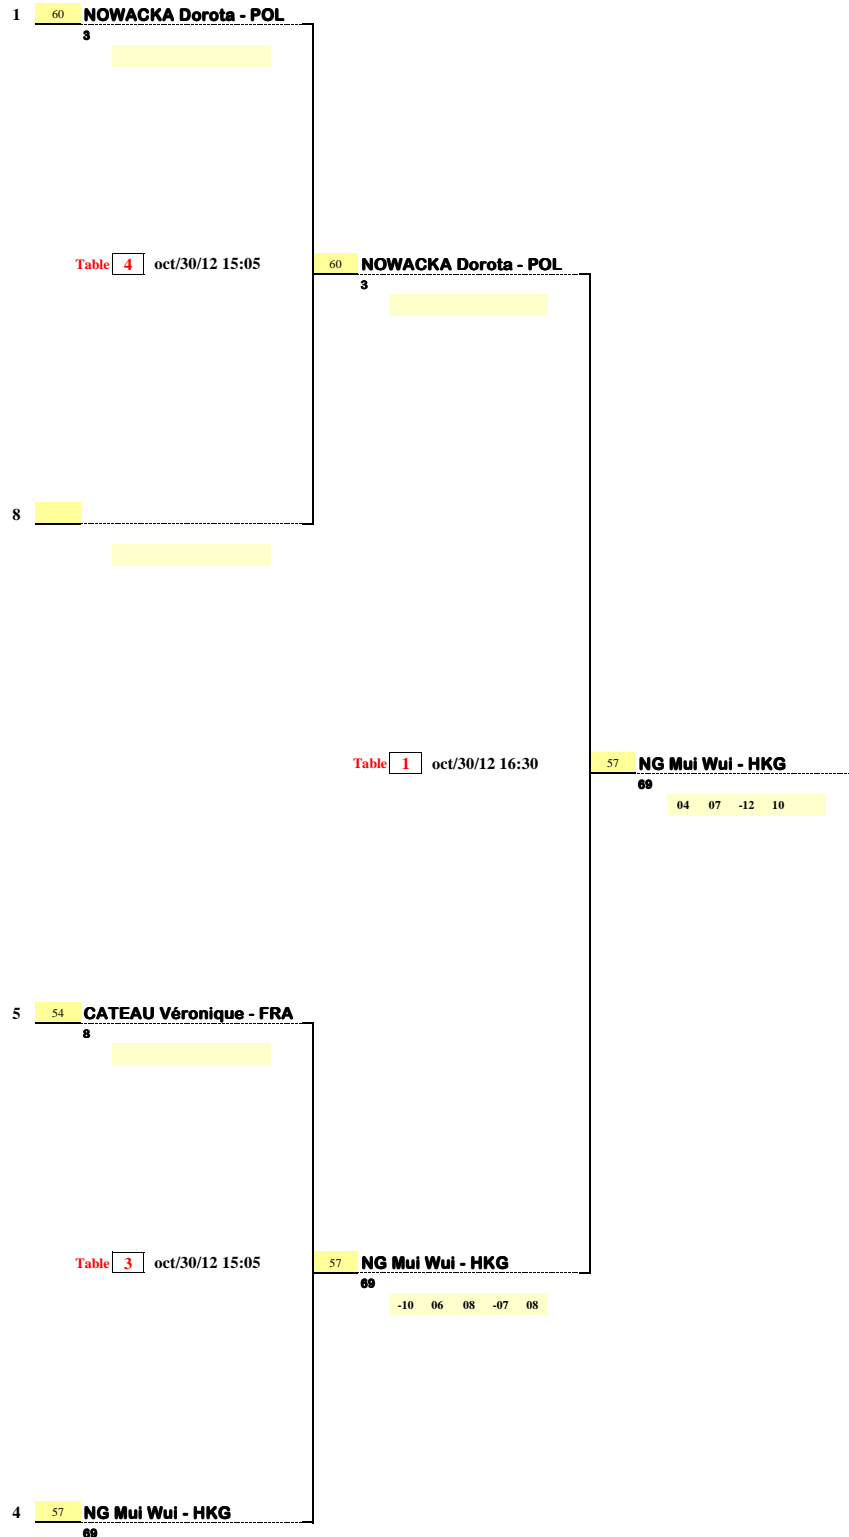 1 60 NOWACKA Dorota - POL
3
Table 4 oct/30/12 15:05 60 NOWACKA Dorota - POL
3
8
Table 1 oct/30/12 16:30 57 NG Mui Wui - HKG
69
04 07 -12 10
5 54 CATEAU Véronique - FRA
8
Table 3 oct/30/12 15:05 57 NG Mui Wui - HKG
69
-10 06 08 -07 08
4 57 NG Mui Wui - HKG
69